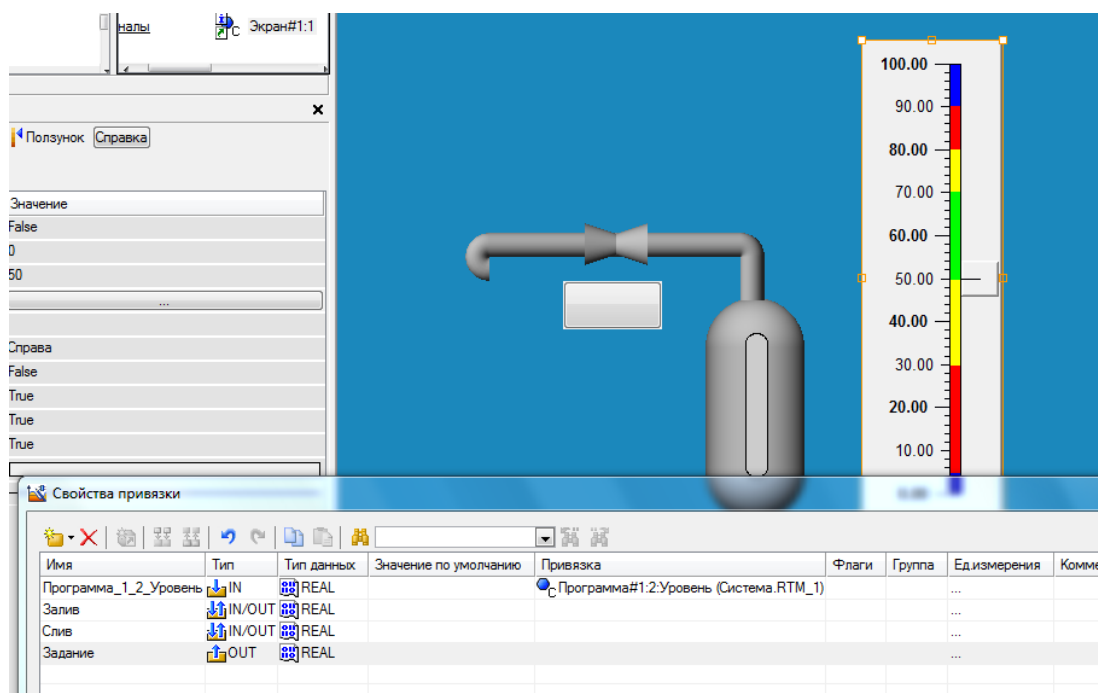 налы
Экран#1:1
Ползунок Справка
Значение
False
0
50
...
Справа
False
True
True
True
100.00
90.00
80.00
70.00
60.00
50.00
40.00
30.00
20.00
10.00
0.00
Свойства привязки
Имя Тип Тип данных Значение по умолчанию Привязка Флаги Группа Ед.измерения Комме
Программа_1_2_Уровень IN REAL Программа#1:2:Уровень (Система.RTM_1) ...
Залив IN/OUT REAL ...
Слив IN/OUT REAL ...
Задание OUT REAL ...